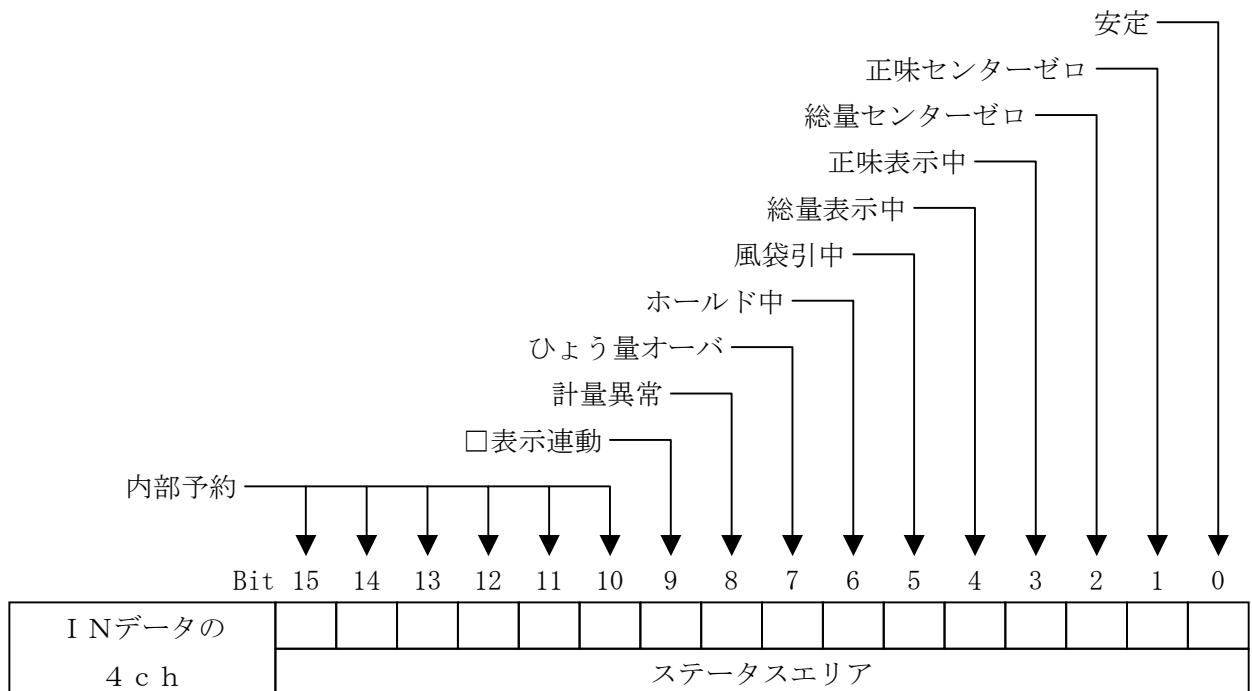 安定
正味センターゼロ
総量センターゼロ
正味表示中
総量表示中
風袋引中
ホールド中
ひょう量オーバ
計量異常
□表示連動
内部予約
Bit 15 14 13 12 11 10 9 8 7 6 5 4 3 2 1 0
ＩＮデータの
４ｃｈ
ステータスエリア